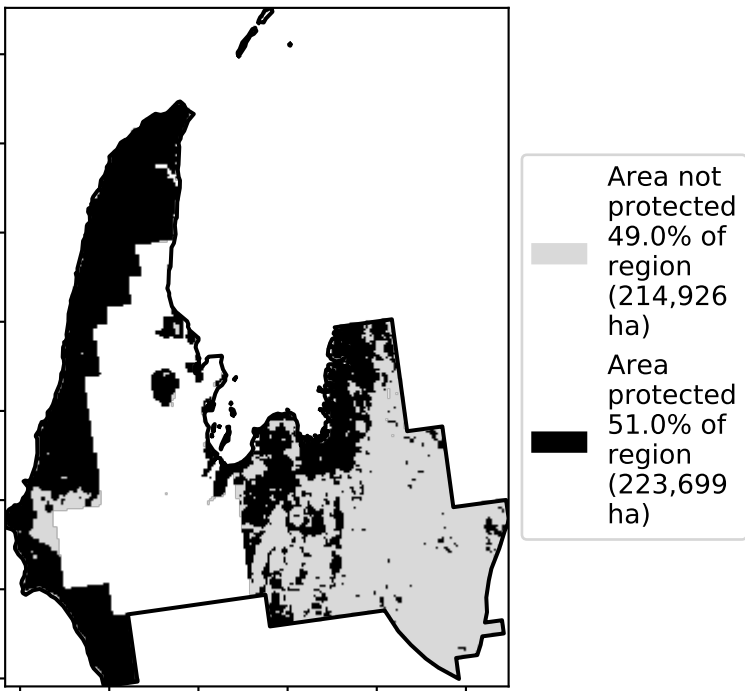 Area not
protected
49.0% of
region
(214,926
ha)
Area
protected
51.0% of
region
(223,699
ha)